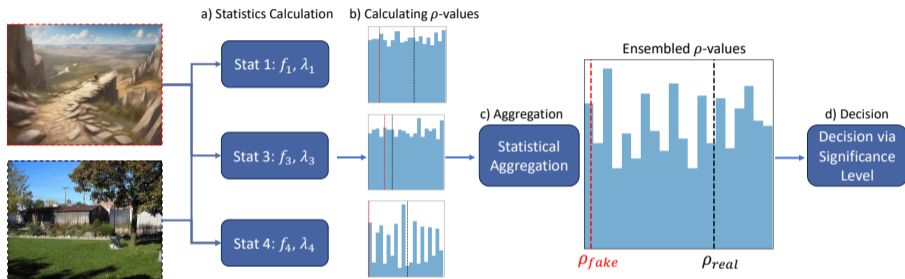 a) Statistics Calculation
b) Calculating ρ-values
Stat 1: f₁, λ₁
Stat 3: f₃, λ₃
Stat 4: f₄, λ₄
c) Aggregation
Statistical
Aggregation
Ensembled ρ-values
ρfake
ρreal
d) Decision
Decision via
Significance
Level